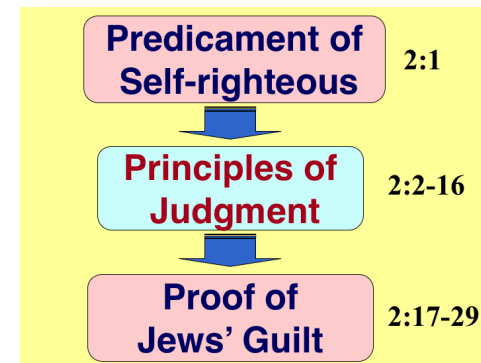 Predicament of
Self-righteous
2:1
Principles of
Judgment
2:2-16
Proof of
Jews’ Guilt
2:17-29